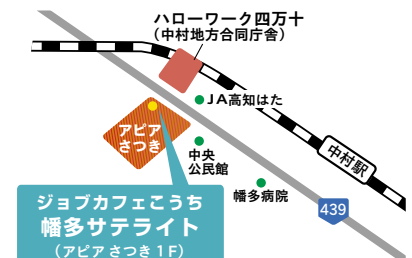 ハローワーク四万十
（中村地方合同庁舎）
JA高知はた
アピア
さつき
中央
公民館
中村駅
幡多病院
439
ジョブカフェこうち
幡多サテライト
（アピア さつき 1F）